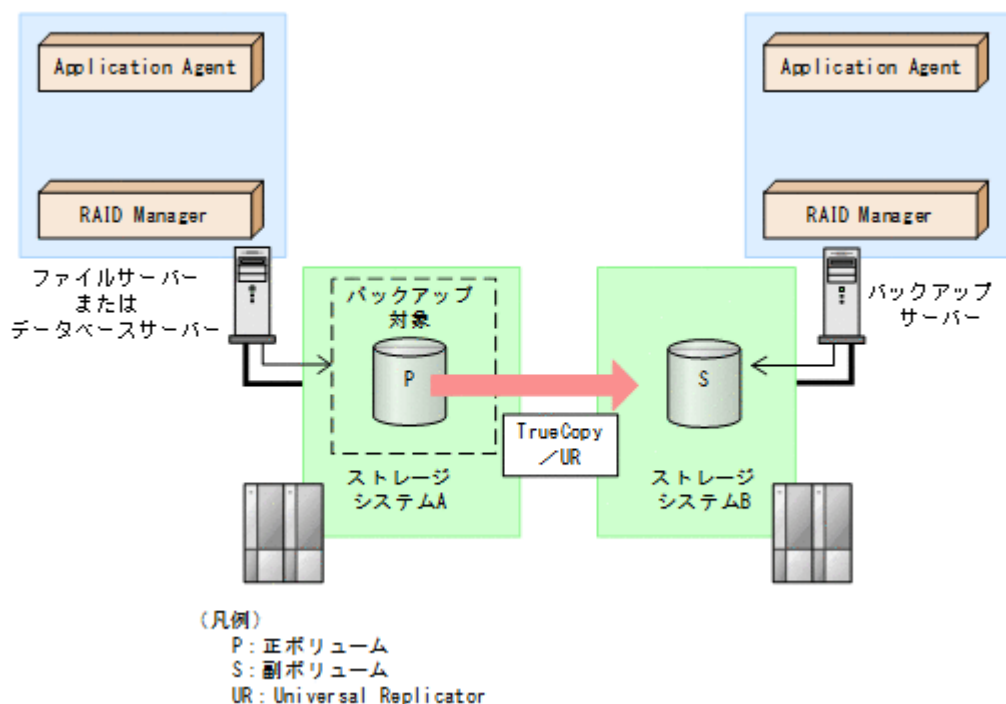 Application Agent
RAID Manager
ファイルサーバー
または
データベースサーバー
バックアップ
対象
P
ストレージ
システムA
TrueCopy
／UR
Application Agent
RAID Manager
バックアップ
サーバー
S
ストレージ
システムB
（凡例）
P：正ボリューム
S：副ボリューム
UR：Universal Replicator